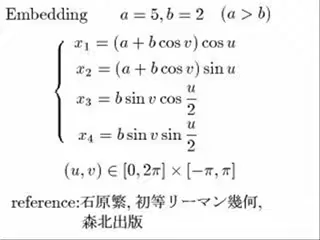 Embedding a = 5, b = 2 (a > b)
x₁ = (a + b cos v) cos u
x₂ = (a + b cos v) sin u
x₃ = b sin v cos u/2
x₄ = b sin v sin u/2
(u, v) ∈ [0, 2π] × [−π, π]
reference:石原繁, 初等リーマン幾何,
森北出版